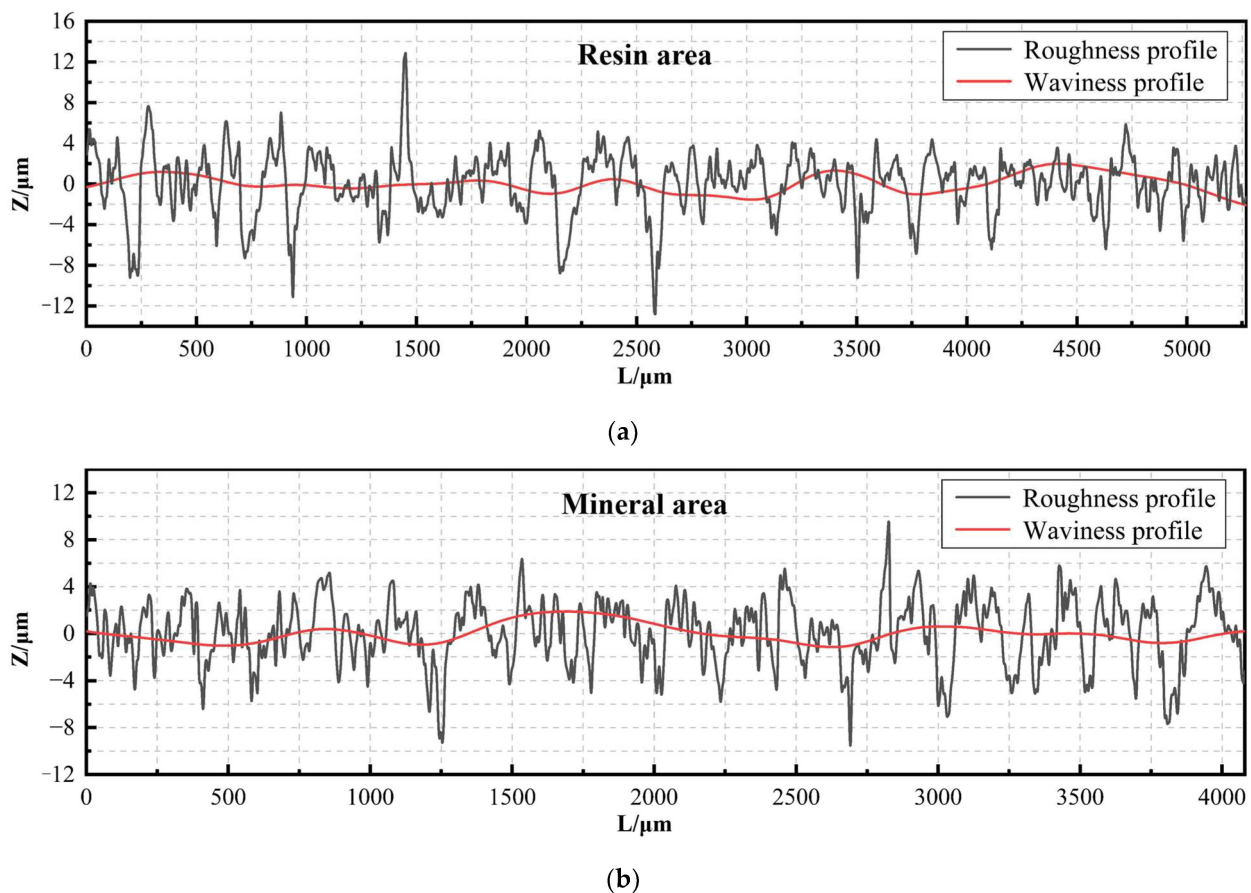 Resin area
Roughness profile
Waviness profile
Z/μm
16
12
8
4
0
−4
−8
−12
0 500 1000 1500 2000 2500 3000 3500 4000 4500 5000
L/μm
(a)
Mineral area
Roughness profile
Waviness profile
Z/μm
12
8
4
0
−4
−8
−12
0 500 1000 1500 2000 2500 3000 3500 4000
L/μm
(b)